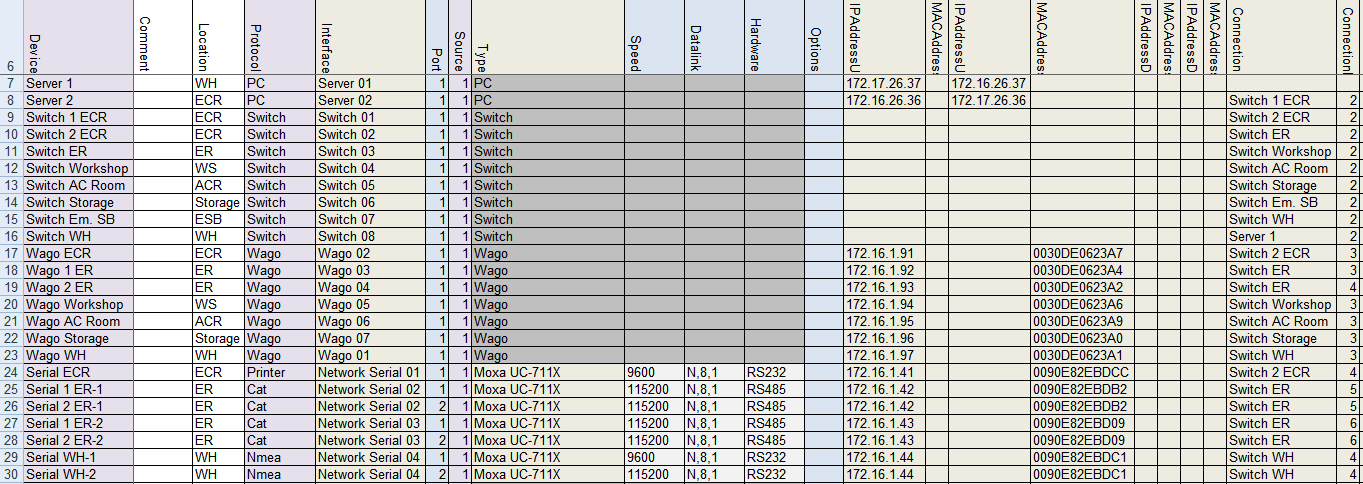 6 Device Comment Location Protocol Interface Port Source Type Speed Datalink Hardware Options IPAddressU MACAddress IPAddressU MACAddress IPAddressD MACAddress IPAddressD MACAddress Connection Connection
7 Server 1 WH PC Server 01 1 1 PC 172.17.26.37 172.16.26.37
8 Server 2 ECR PC Server 02 1 1 PC 172.16.26.36 172.17.26.36 Switch 1 ECR 2
9 Switch 1 ECR ECR Switch Switch 01 1 1 Switch Switch 2 ECR 2
10 Switch 2 ECR ECR Switch Switch 02 1 1 Switch Switch ER 2
11 Switch ER ER Switch Switch 03 1 1 Switch Switch Workshop 2
12 Switch Workshop WS Switch Switch 04 1 1 Switch Switch AC Room 2
13 Switch AC Room ACR Switch Switch 05 1 1 Switch Switch Storage 2
14 Switch Storage Storage Switch Switch 06 1 1 Switch Switch Em. SB 2
15 Switch Em. SB ESB Switch Switch 07 1 1 Switch Switch WH 2
16 Switch WH WH Switch Switch 08 1 1 Switch Server 1 2
17 Wago ECR ECR Wago Wago 02 1 1 Wago 172.16.1.91 0030DE0623A7 Switch 2 ECR 3
18 Wago 1 ER ER Wago Wago 03 1 1 Wago 172.16.1.92 0030DE0623A4 Switch ER 3
19 Wago 2 ER ER Wago Wago 04 1 1 Wago 172.16.1.93 0030DE0623A2 Switch ER 4
20 Wago Workshop WS Wago Wago 05 1 1 Wago 172.16.1.94 0030DE0623A6 Switch Workshop 3
21 Wago AC Room ACR Wago Wago 06 1 1 Wago 172.16.1.95 0030DE0623A9 Switch AC Room 3
22 Wago Storage Storage Wago Wago 07 1 1 Wago 172.16.1.96 0030DE0623A0 Switch Storage 3
23 Wago WH WH Wago Wago 01 1 1 Wago 172.16.1.97 0030DE0623A1 Switch WH 3
24 Serial ECR ECR Printer Network Serial 01 1 1 Moxa UC-711X 9600 N,8,1 RS232 172.16.1.41 0090E82EBDCC Switch 2 ECR 4
25 Serial 1 ER-1 ER Cat Network Serial 02 1 1 Moxa UC-711X 115200 N,8,1 RS485 172.16.1.42 0090E82EBDB2 Switch ER 5
26 Serial 2 ER-1 ER Cat Network Serial 02 2 1 Moxa UC-711X 115200 N,8,1 RS485 172.16.1.42 0090E82EBDB2 Switch ER 5
27 Serial 1 ER-2 ER Cat Network Serial 03 1 1 Moxa UC-711X 115200 N,8,1 RS485 172.16.1.43 0090E82EBD09 Switch ER 6
28 Serial 2 ER-2 ER Cat Network Serial 03 2 1 Moxa UC-711X 115200 N,8,1 RS485 172.16.1.43 0090E82EBD09 Switch ER 6
29 Serial WH-1 WH Nmea Network Serial 04 1 1 Moxa UC-711X 9600 N,8,1 RS232 172.16.1.44 0090E82EBDC1 Switch WH 4
30 Serial WH-2 WH Nmea Network Serial 04 2 1 Moxa UC-711X 115200 N,8,1 RS232 172.16.1.44 0090E82EBDC1 Switch WH 4